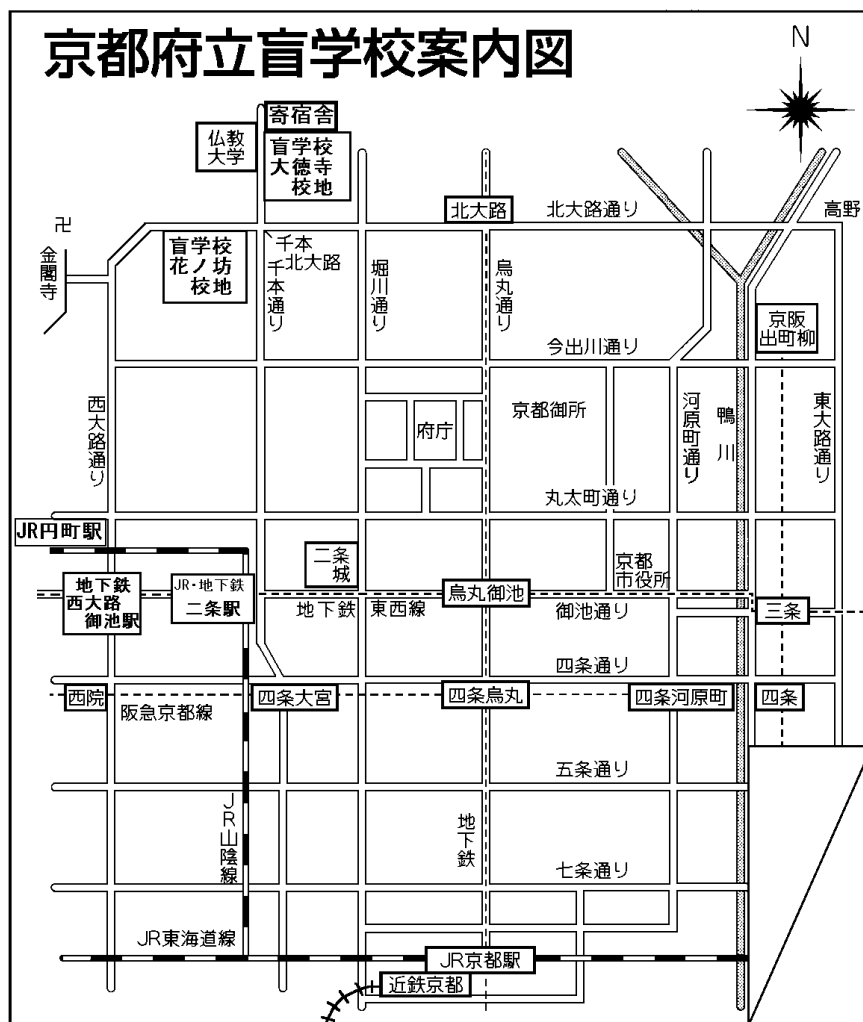 京都府立盲学校案内図
N
寄宿舎
仏教
大学
盲学校
大徳寺
校地
北大路
北大路通り
高野
卍
金閣寺
盲学校
花ノ坊
校地
千本
北大路
千本通り
堀川通り
烏丸通り
京阪
出町柳
今出川通り
西大路通り
府庁
京都御所
河原町通り
鴨川
東大路通り
丸太町通り
JR円町駅
二条
城
京都
市役所
地下鉄
西大路
御池駅
JR・地下鉄
二条駅
地下鉄
東西線
烏丸御池
御池通り
三条
四条通り
西院
四条大宮
四条烏丸
四条河原町
四条
阪急京都線
五条通り
JR山陰線
地下鉄
七条通り
JR東海道線
JR京都駅
近鉄京都